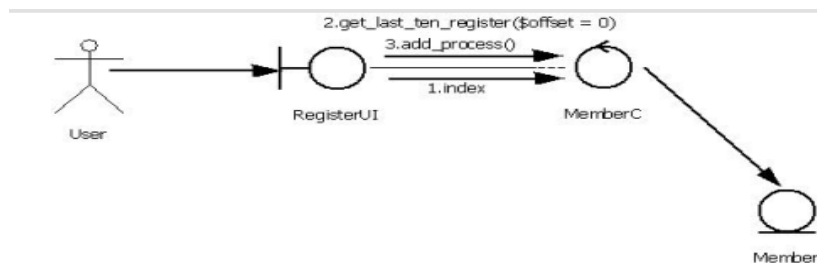 2.get_last_ten_register($offset = 0)
3.add_process()
1.index
RegisterUI
MemberC
User
Member